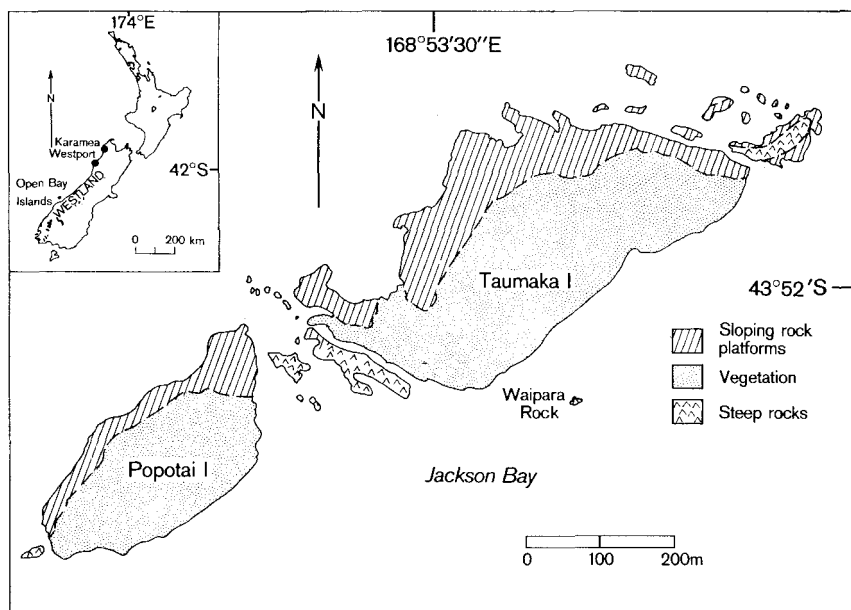 174°E
N
Karamea
Westport
42°S
Open Bay
Islands
WESTLAND
0 200 km
168°53'30''E
N
Taumaka I
43°52'S
Sloping rock
platforms
Vegetation
Steep rocks
Waipara
Rock
Popotai I
Jackson Bay
0 100 200m